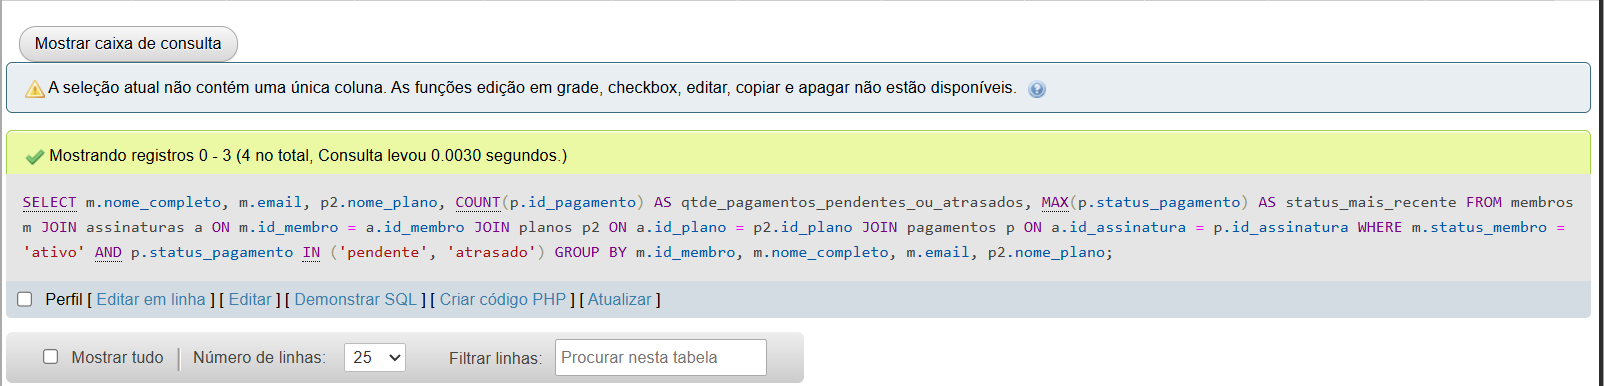 Mostrar caixa de consulta
A seleção atual não contém uma única coluna. As funções edição em grade, checkbox, editar, copiar e apagar não estão disponíveis.
Mostrando registros 0 - 3 (4 no total, Consulta levou 0.0030 segundos.)
SELECT m.nome_completo, m.email, p2.nome_plano, COUNT(p.id_pagamento) AS qtde_pagamentos_pendentes_ou_atrasados, MAX(p.status_pagamento) AS status_mais_recente FROM membros
m JOIN assinaturas a ON m.id_membro = a.id_membro JOIN planos p2 ON a.id_plano = p2.id_plano JOIN pagamentos p ON a.id_assinatura = p.id_assinatura WHERE m.status_membro =
'ativo' AND p.status_pagamento IN ('pendente', 'atrasado') GROUP BY m.id_membro, m.nome_completo, m.email, p2.nome_plano;
Perfil [ Editar em linha ] [ Editar ] [ Demonstrar SQL ] [ Criar código PHP ] [ Atualizar ]
Mostrar tudo Número de linhas: 25 Filtrar linhas: Procurar nesta tabela